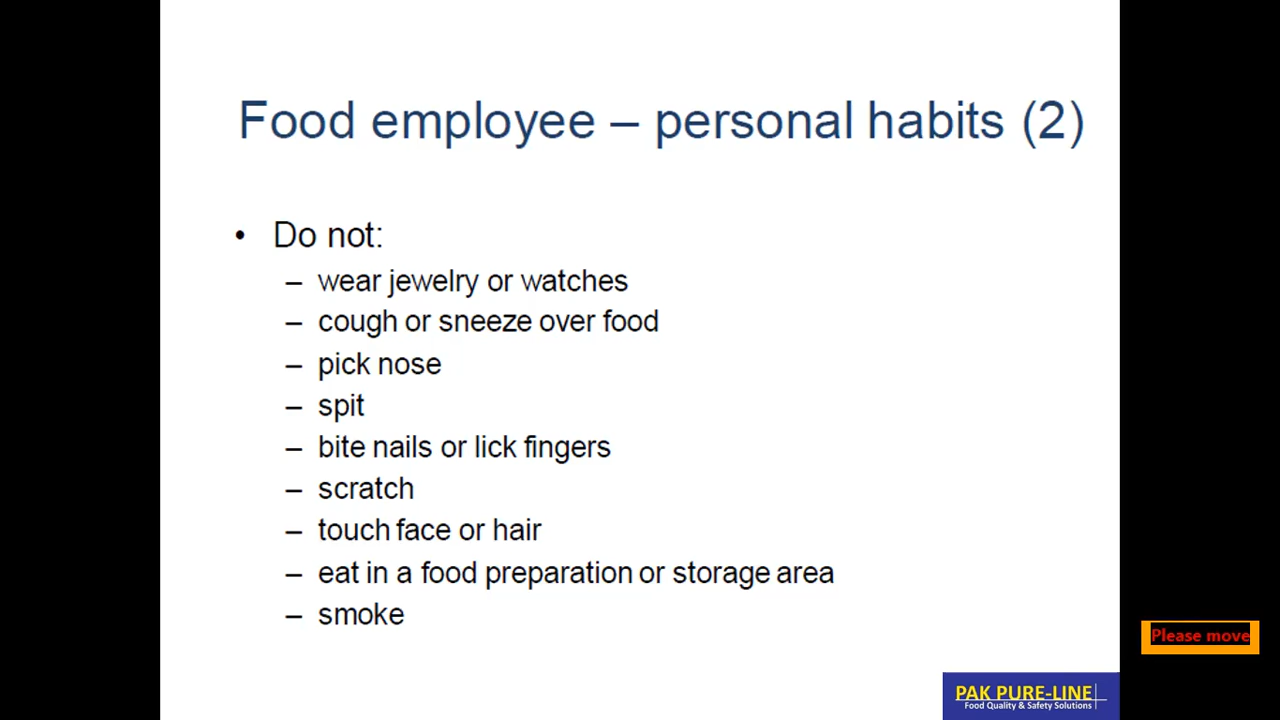 Food employee – personal habits (2)
• Do not:
– wear jewelry or watches
– cough or sneeze over food
– pick nose
– spit
– bite nails or lick fingers
– scratch
– touch face or hair
– eat in a food preparation or storage area
– smoke
Please move
PAK PURE-LINE
Food Quality & Safety Solutions